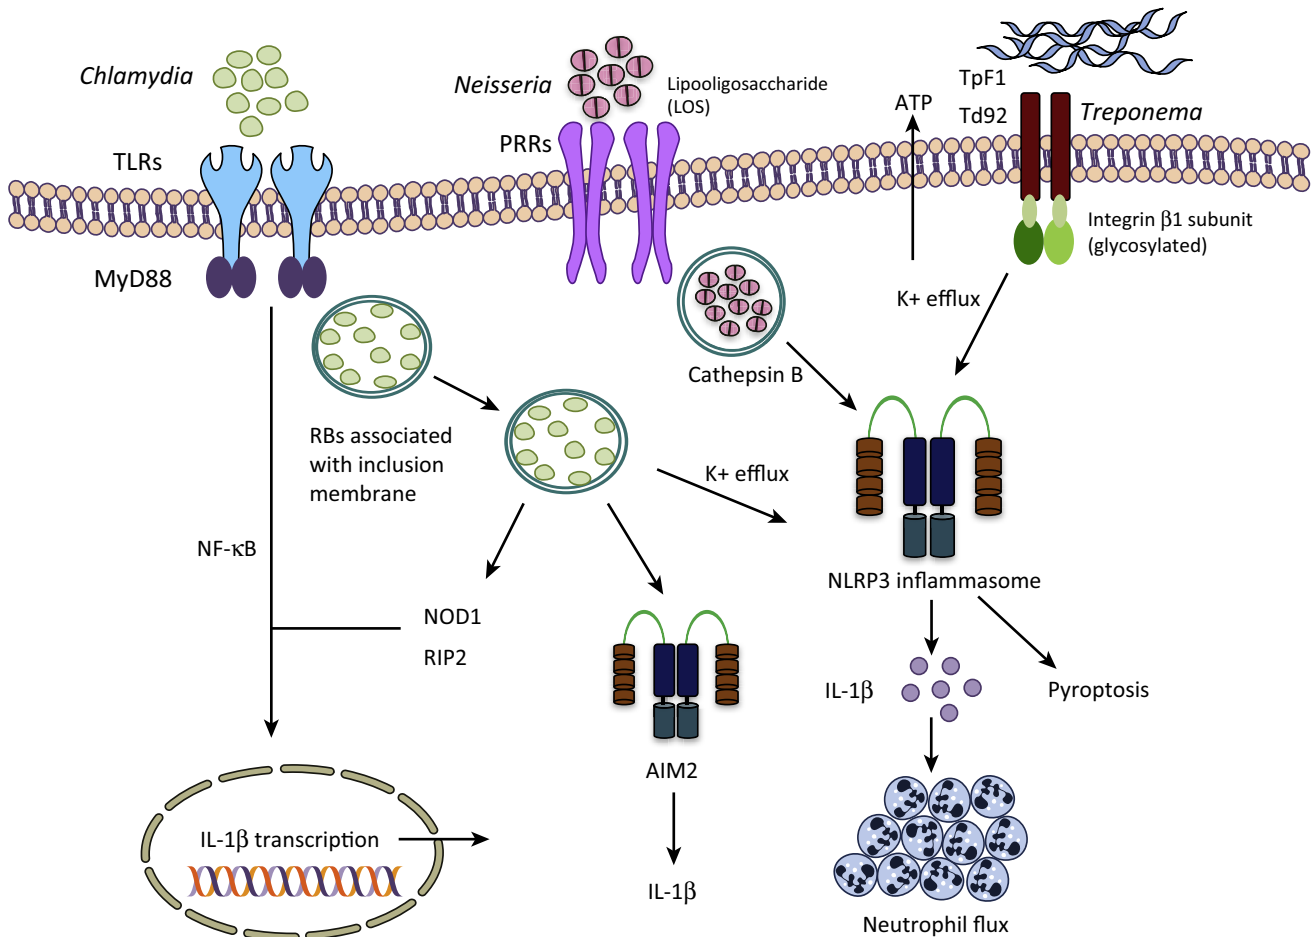 Chlamydia
TLRs
MyD88
Neisseria
Lipooligosaccharide
(LOS)
PRRs
ATP
TpF1
Td92
Treponema
Integrin β1 subunit
(glycosylated)
K+ efflux
Cathepsin B
RBs associated
with inclusion
membrane
K+ efflux
NF-κB
NOD1
RIP2
NLRP3 inflammasome
IL-1β
Pyroptosis
AIM2
IL-1β transcription
IL-1β
Neutrophil flux